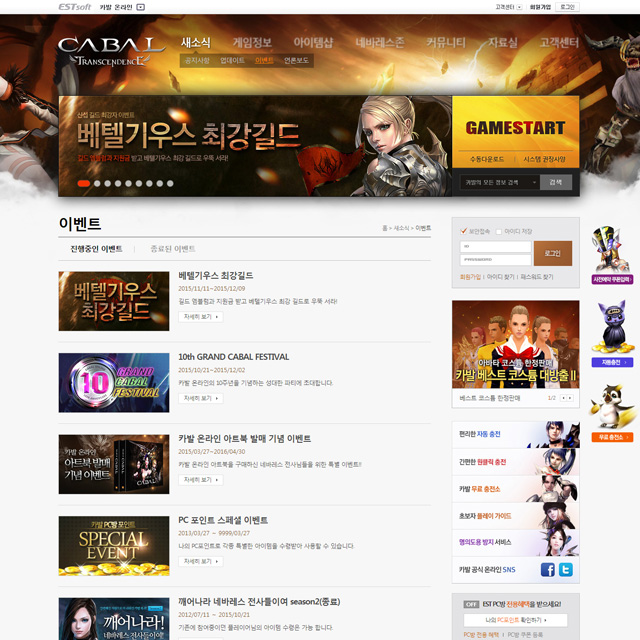 ESTsoft 카발 온라인
고객센터 회원가입 로그인
CABAL
TRANSCENDENCE
새소식 게임정보 아이템샵 네바레스존 커뮤니티 자료실 고객센터
공지사항 업데이트 이벤트 언론보도
신섭 길드 최강자 이벤트
베텔기우스 최강길드
길드 엠블럼과 지원금 받고 베텔기우스 최강 길드로 우뚝 서라!
GAMESTART
수동다운로드 | 시스템 권장사양
카발의 모든 정보 검색 검색
이벤트
홈 > 새소식 > 이벤트
진행중인 이벤트 | 종료된 이벤트
베텔기우스
최강길드
베텔기우스 최강길드
2015/11/11~2015/12/09
길드 엠블럼과 지원금 받고 베텔기우스 최강 길드로 우뚝 서라!
자세히 보기
10 GRAND
CABAL
FESTIVAL
10th GRAND CABAL FESTIVAL
2015/10/21~2015/12/02
카발 온라인의 10주년을 기념하는 성대한 파티에 초대합니다.
자세히 보기
카발 온라인
아트북 발매
기념 이벤트
CABAL
카발 온라인 아트북 발매 기념 이벤트
2015/03/27~2016/04/30
카발 온라인 아트북을 구매하신 네바레스 전사님들을 위한 특별 이벤트!!
자세히 보기
카발 PC방 포인트
SPECIAL
EVENT
PC 포인트 스페셜 이벤트
2013/03/27 ~ 9999/03/27
나의 PC포인트로 각종 특별한 아이템을 수령받아 사용할 수 있습니다.
자세히 보기
깨어나라!
네바레스 전사들이여
깨어나라 네바레스 전사들이여 season2(종료)
2012/07/11 ~ 2015/10/21
기존에 참여중이던 플레이어님의 아이템 수령은 가능 합니다.
보안접속 아이디 저장
ID
PASSWORD
로그인
회원가입 | 아이디 찾기 | 패스워드 찾기
아바타 코스튬 한정판매
카발 베스트 코스튬 대방출 II
베스트 코스튬 한정판매 1/2
편리한 자동 충전
간편한 원클릭 충전
카발 무료 충전소
초보자 플레이 가이드
명의도용 방지 서비스
카발 공식 온라인 SNS
OFF EST PC방 전용혜택을 받으세요!
나의 PC포인트 확인하기
PC방 전용 혜택 | PC방 쿠폰 등록
사전예약 쿠폰입력
자동충전
무료 충전소